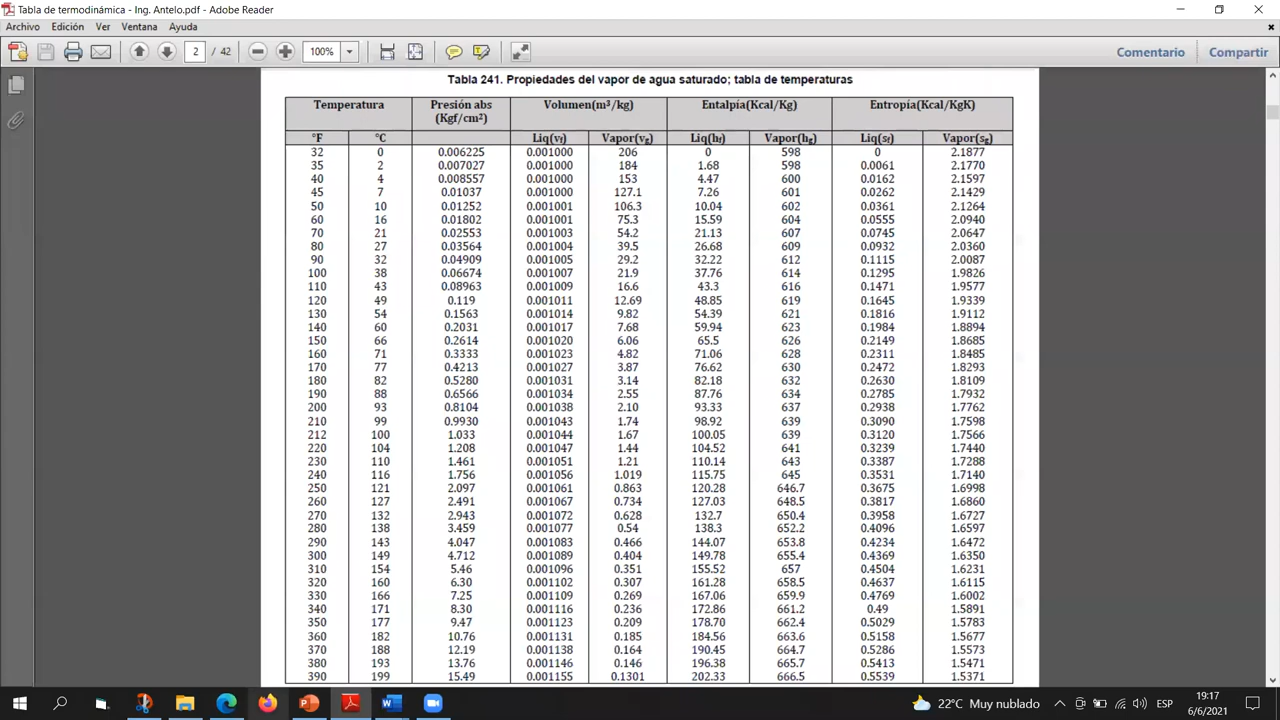 Tabla de termodinámica - Ing. Antelo.pdf - Adobe Reader
Archivo Edición Ver Ventana Ayuda
2 / 42 100% Comentario Compartir
Tabla 241. Propiedades del vapor de agua saturado; tabla de temperaturas
Temperatura Presión abs (Kgf/cm²) Volumen(m³/kg) Entalpía(Kcal/Kg) Entropía(Kcal/KgK)
°F °C Liq(vf) Vapor(vg) Liq(hf) Vapor(hg) Liq(sf) Vapor(sg)
32 0 0.006225 0.001000 206 0 598 0 2.1877
35 2 0.007027 0.001000 184 1.68 598 0.0061 2.1770
40 4 0.008557 0.001000 153 4.47 600 0.0162 2.1597
45 7 0.01037 0.001000 127.1 7.26 601 0.0262 2.1429
50 10 0.01252 0.001001 106.3 10.04 602 0.0361 2.1264
60 16 0.01802 0.001001 75.3 15.59 604 0.0555 2.0940
70 21 0.02553 0.001003 54.2 21.13 607 0.0745 2.0647
80 27 0.03564 0.001004 39.5 26.68 609 0.0932 2.0360
90 32 0.04909 0.001005 29.2 32.22 612 0.1115 2.0087
100 38 0.06674 0.001007 21.9 37.76 614 0.1295 1.9826
110 43 0.08963 0.001009 16.6 43.3 616 0.1471 1.9577
120 49 0.119 0.001011 12.69 48.85 619 0.1645 1.9339
130 54 0.1563 0.001014 9.82 54.39 621 0.1816 1.9112
140 60 0.2031 0.001017 7.68 59.94 623 0.1984 1.8894
150 66 0.2614 0.001020 6.06 65.5 626 0.2149 1.8685
160 71 0.3333 0.001023 4.82 71.06 628 0.2311 1.8485
170 77 0.4213 0.001027 3.87 76.62 630 0.2472 1.8293
180 82 0.5280 0.001031 3.14 82.18 632 0.2630 1.8109
190 88 0.6566 0.001034 2.55 87.76 634 0.2785 1.7932
200 93 0.8104 0.001038 2.10 93.33 637 0.2938 1.7762
210 99 0.9930 0.001043 1.74 98.92 639 0.3090 1.7598
212 100 1.033 0.001044 1.67 100.05 639 0.3120 1.7566
220 104 1.208 0.001047 1.44 104.52 641 0.3239 1.7440
230 110 1.461 0.001051 1.21 110.14 643 0.3387 1.7288
240 116 1.756 0.001056 1.019 115.75 645 0.3531 1.7140
250 121 2.097 0.001061 0.863 120.28 646.7 0.3675 1.6998
260 127 2.491 0.001067 0.734 127.03 648.5 0.3817 1.6860
270 132 2.943 0.001072 0.628 132.7 650.4 0.3958 1.6727
280 138 3.459 0.001077 0.54 138.3 652.2 0.4096 1.6597
290 143 4.047 0.001083 0.466 144.07 653.8 0.4234 1.6472
300 149 4.712 0.001089 0.404 149.78 655.4 0.4369 1.6350
310 154 5.46 0.001096 0.351 155.52 657 0.4504 1.6231
320 160 6.30 0.001102 0.307 161.28 658.5 0.4637 1.6115
330 166 7.25 0.001109 0.269 167.06 659.9 0.4769 1.6002
340 171 8.30 0.001116 0.236 172.86 661.2 0.49 1.5891
350 177 9.47 0.001123 0.209 178.70 662.4 0.5029 1.5783
360 182 10.76 0.001131 0.185 184.56 663.6 0.5158 1.5677
370 188 12.19 0.001138 0.164 190.45 664.7 0.5286 1.5573
380 193 13.76 0.001146 0.146 196.38 665.7 0.5413 1.5471
390 199 15.49 0.001155 0.1301 202.33 666.5 0.5539 1.5371
22°C Muy nublado ESP 19:17
6/6/2021